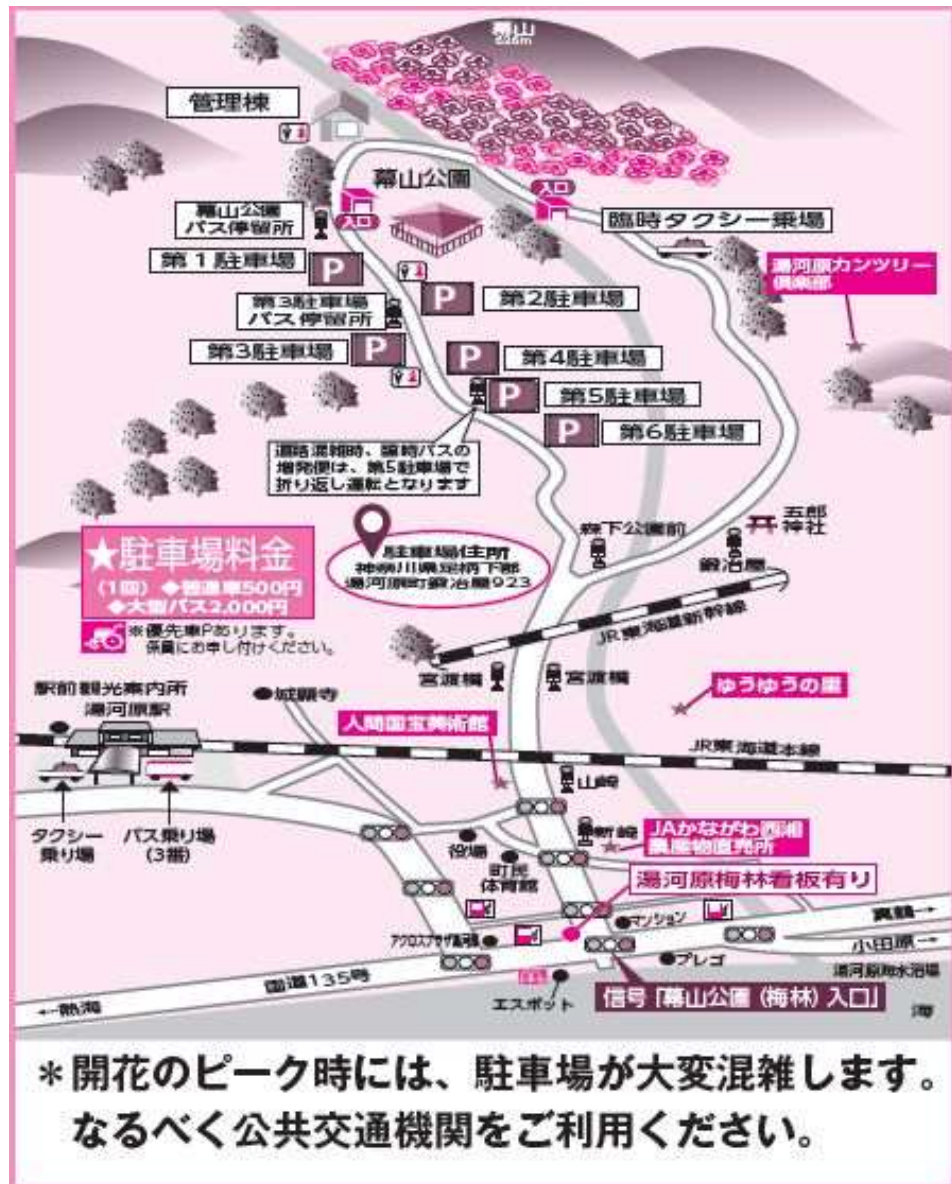 幕山
626m
管理棟
幕山公園
入口
入口
幕山公園
バス停留所
臨時タクシー乗場
第1駐車場
P
湯河原カンツリー
倶楽部
第3駐車場
バス停留所
P
第2駐車場
第3駐車場
P
P
第4駐車場
P
第5駐車場
P
第6駐車場
道路混雑時、臨時バスの
増発便は、第5駐車場で
折り返し運転となります
五郎
神社
森下公園前
鍛冶屋
★駐車場料金
(1回) ◆普通車500円
◆大型バス2,000円
駐車場住所
神奈川県足柄下郡
湯河原町鍛冶屋923
※優先車Pあります。
係員にお申し付けください。
JR東海道新幹線
宮渡橋
宮渡橋
駅前観光案内所
湯河原駅
城願寺
ゆうゆうの里
人間国宝美術館
JR東海道本線
山崎
タクシー
乗り場
バス乗り場
(3番)
役場
新崎
JAかながわ西湘
農産物直売所
町民
体育館
湯河原梅林看板有り
マンション
真鶴→
アクロスプラザ湯河原
小田原→
プレゴ
国道135号
湯河原海水浴場
←熱海
エスポット
信号「幕山公園(梅林)入口」
海
＊開花のピーク時には、駐車場が大変混雑します。
なるべく公共交通機関をご利用ください。